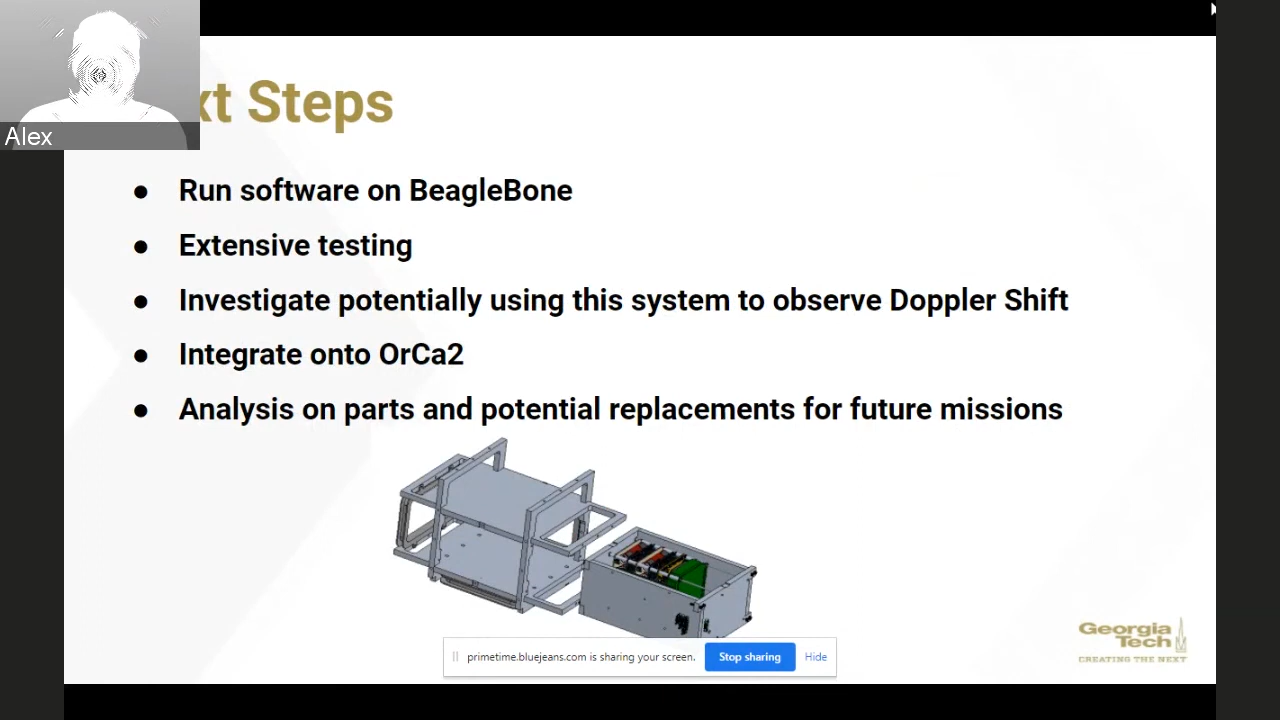 xt Steps
Alex
● Run software on BeagleBone
● Extensive testing
● Investigate potentially using this system to observe Doppler Shift
● Integrate onto OrCa2
● Analysis on parts and potential replacements for future missions
Georgia
Tech
CREATING THE NEXT
primetime.bluejeans.com is sharing your screen. Stop sharing Hide